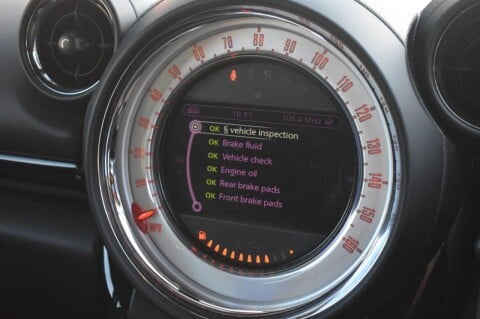 18:57 105.4 MHz
OK § vehicle inspection
OK Brake fluid
OK Vehicle check
OK Engine oil
OK Rear brake pads
OK Front brake pads
MPH
10 20 30 40 50 60 70 80 90 100 110 120 130 140 150 160